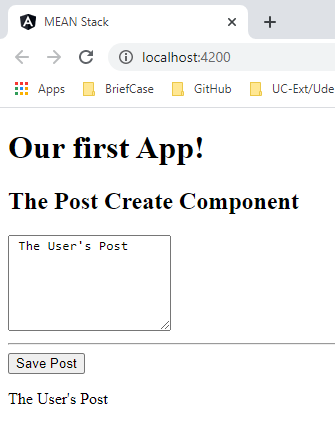 MEAN Stack
localhost:4200
Apps BriefCase GitHub UC-Ext/Ude
Our first App!
The Post Create Component
The User's Post
Save Post
The User's Post